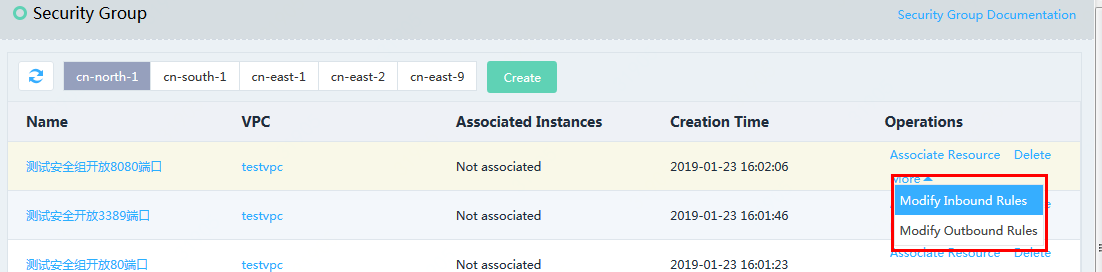 Security Group
Security Group Documentation
cn-north-1 cn-south-1 cn-east-1 cn-east-2 cn-east-9 Create
Name VPC Associated Instances Creation Time Operations
测试安全组开放8080端口 testvpc Not associated 2019-01-23 16:02:06 Associate Resource Delete
More
Modify Inbound Rules
测试安全开放3389端口 testvpc Not associated 2019-01-23 16:01:46
Modify Outbound Rules
测试安全组开放80端口 testvpc Not associated 2019-01-23 16:01:23 Associate Resource Delete